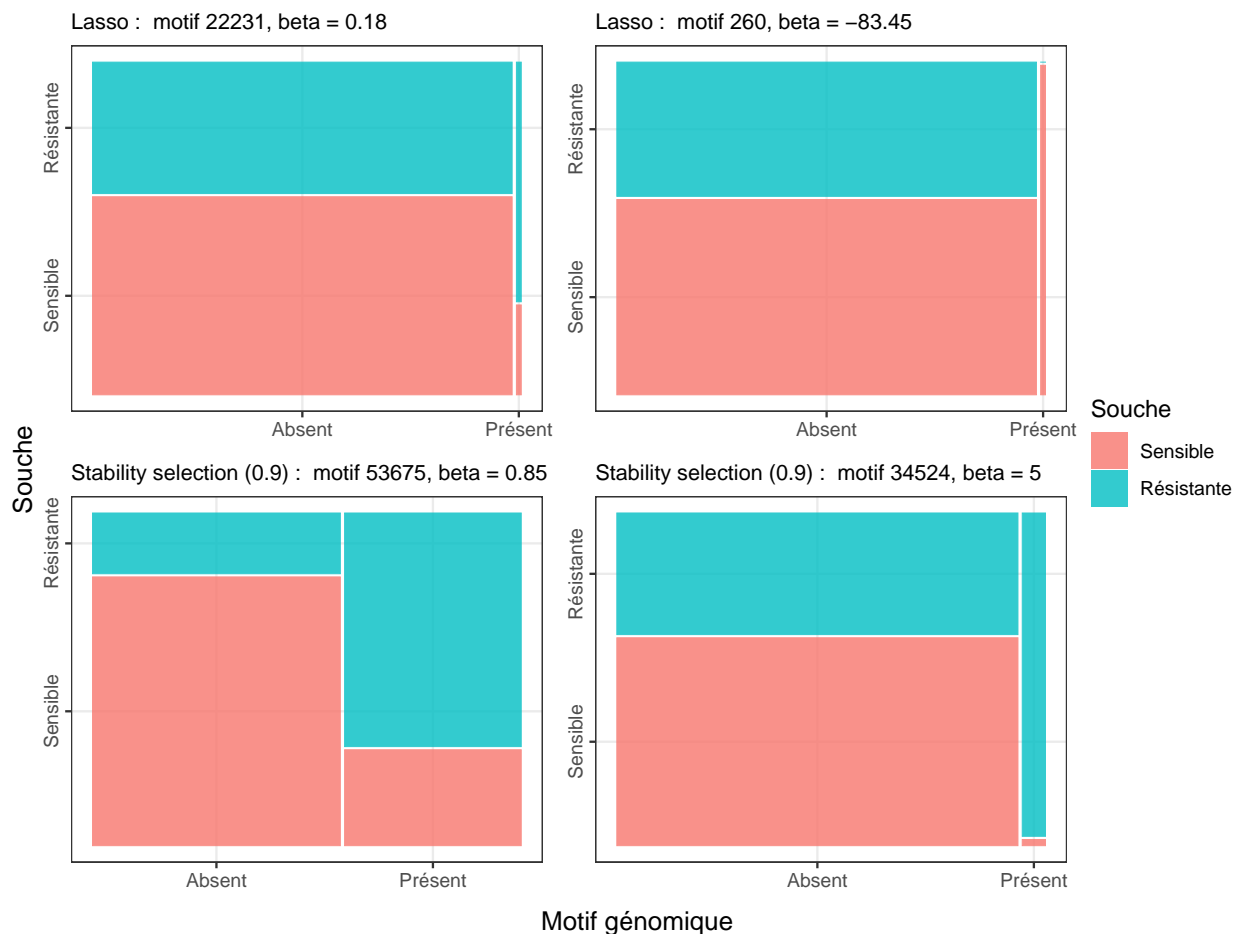 Lasso :  motif 22231, beta = 0.18
Lasso :  motif 260, beta = −83.45
Résistante
Sensible
Absent
Présent
Résistante
Sensible
Absent
Présent
Stability selection (0.9) :  motif 53675, beta = 0.85
Stability selection (0.9) :  motif 34524, beta = 5
Résistante
Sensible
Absent
Présent
Résistante
Sensible
Absent
Présent
Souche
Motif génomique
Souche
Sensible
Résistante